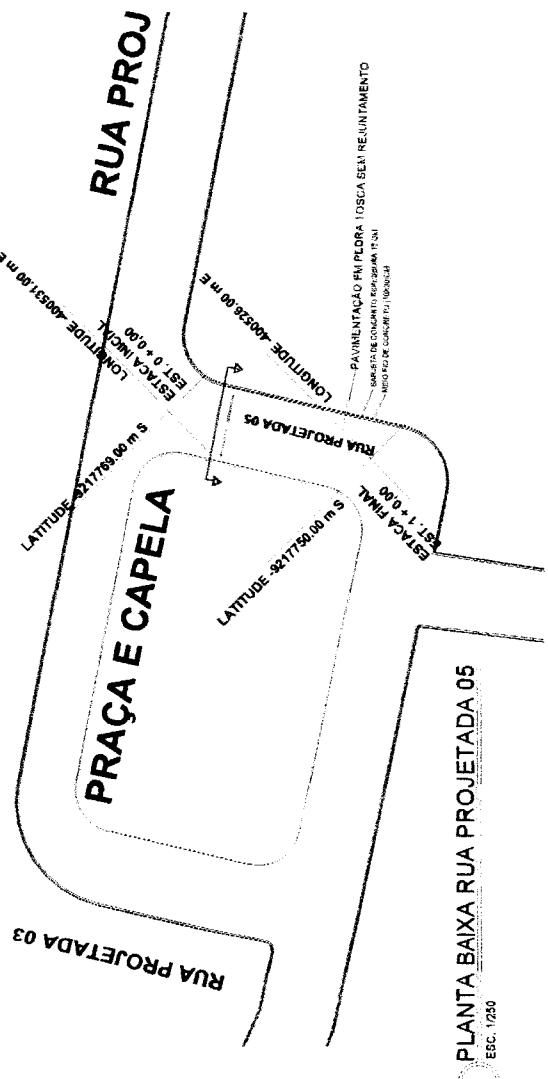 RUA PROJ
LONGITUDE -400531.00 m E
ESTACA INICIAL
EST. 0 + 0,00
LATITUDE -9217769.00 m S
PRAÇA E CAPELA
LONGITUDE -400526.00 m E
RUA PROJETADA 05
PAVIMENTAÇÃO EM PEDRA TOSCA SEM REJUNTAMENTO
LATITUDE -9217750.00 m S
ESTACA FINAL
EST. 1 + 0,00
RUA PROJETADA 03
PLANTA BAIXA RUA PROJETADA 05
ESC. 1/250